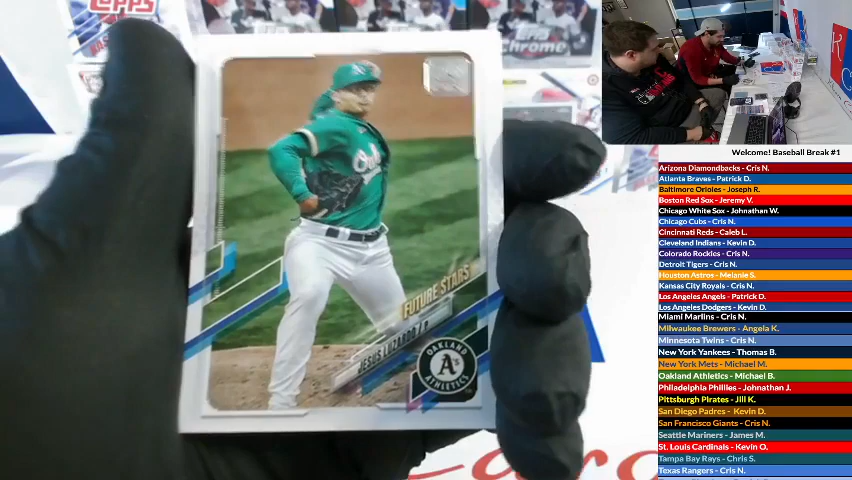 TOPPS
Topps
Chrome
FUTURE STARS
JESÚS LUZARDO / P
OAKLAND
A's
ATHLETICS
Welcome! Baseball Break #1
Arizona Diamondbacks - Cris N.
Atlanta Braves - Patrick D.
Baltimore Orioles - Joseph R.
Boston Red Sox - Jeremy V.
Chicago White Sox - Johnathan W.
Chicago Cubs - Cris N.
Cincinnati Reds - Caleb L.
Cleveland Indians - Kevin D.
Colorado Rockies - Cris N.
Detroit Tigers - Cris N.
Houston Astros - Melanie S.
Kansas City Royals - Cris N.
Los Angeles Angels - Patrick D.
Los Angeles Dodgers - Kevin D.
Miami Marlins - Cris N.
Milwaukee Brewers - Angela K.
Minnesota Twins - Cris N.
New York Yankees - Thomas B.
New York Mets - Michael M.
Oakland Athletics - Michael B.
Philadelphia Phillies - Johnathan J.
Pittsburgh Pirates - Jill K.
San Diego Padres - Kevin D.
San Francisco Giants - Cris N.
Seattle Mariners - James M.
St. Louis Cardinals - Kevin O.
Tampa Bay Rays - Chris S.
Texas Rangers - Cris N.